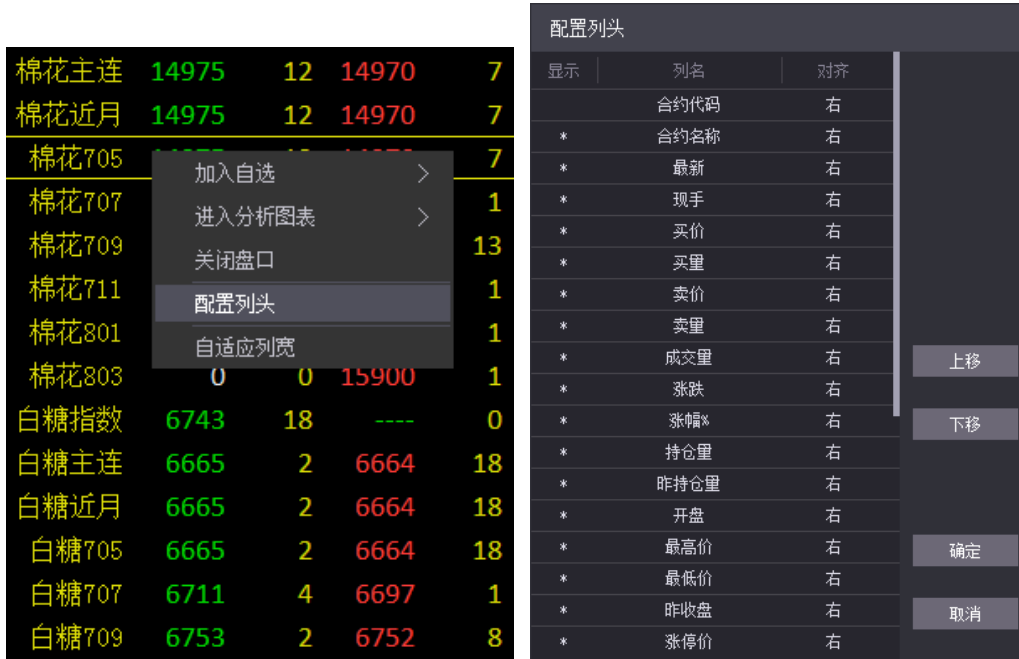 棉花主连 14975 12 14970 7
棉花近月 14975 12 14970 7
棉花705 7
棉花707 1
棉花709 13
棉花711 1
棉花801 1
棉花803 0 0 15900 1
白糖指数 6743 18 ---- 0
白糖主连 6665 2 6664 18
白糖近月 6665 2 6664 18
白糖705 6665 2 6664 18
白糖707 6711 4 6697 1
白糖709 6753 2 6752 8
加入自选 >
进入分析图表 >
关闭盘口
配置列头
自适应列宽
配置列头
显示 列名 对齐
合约代码 右
* 合约名称 右
* 最新 右
* 现手 右
* 买价 右
* 买量 右
* 卖价 右
* 卖量 右
* 成交量 右
* 涨跌 右
* 涨幅% 右
* 持仓量 右
* 昨持仓量 右
* 开盘 右
* 最高价 右
* 最低价 右
* 昨收盘 右
* 涨停价 右
上移
下移
确定
取消